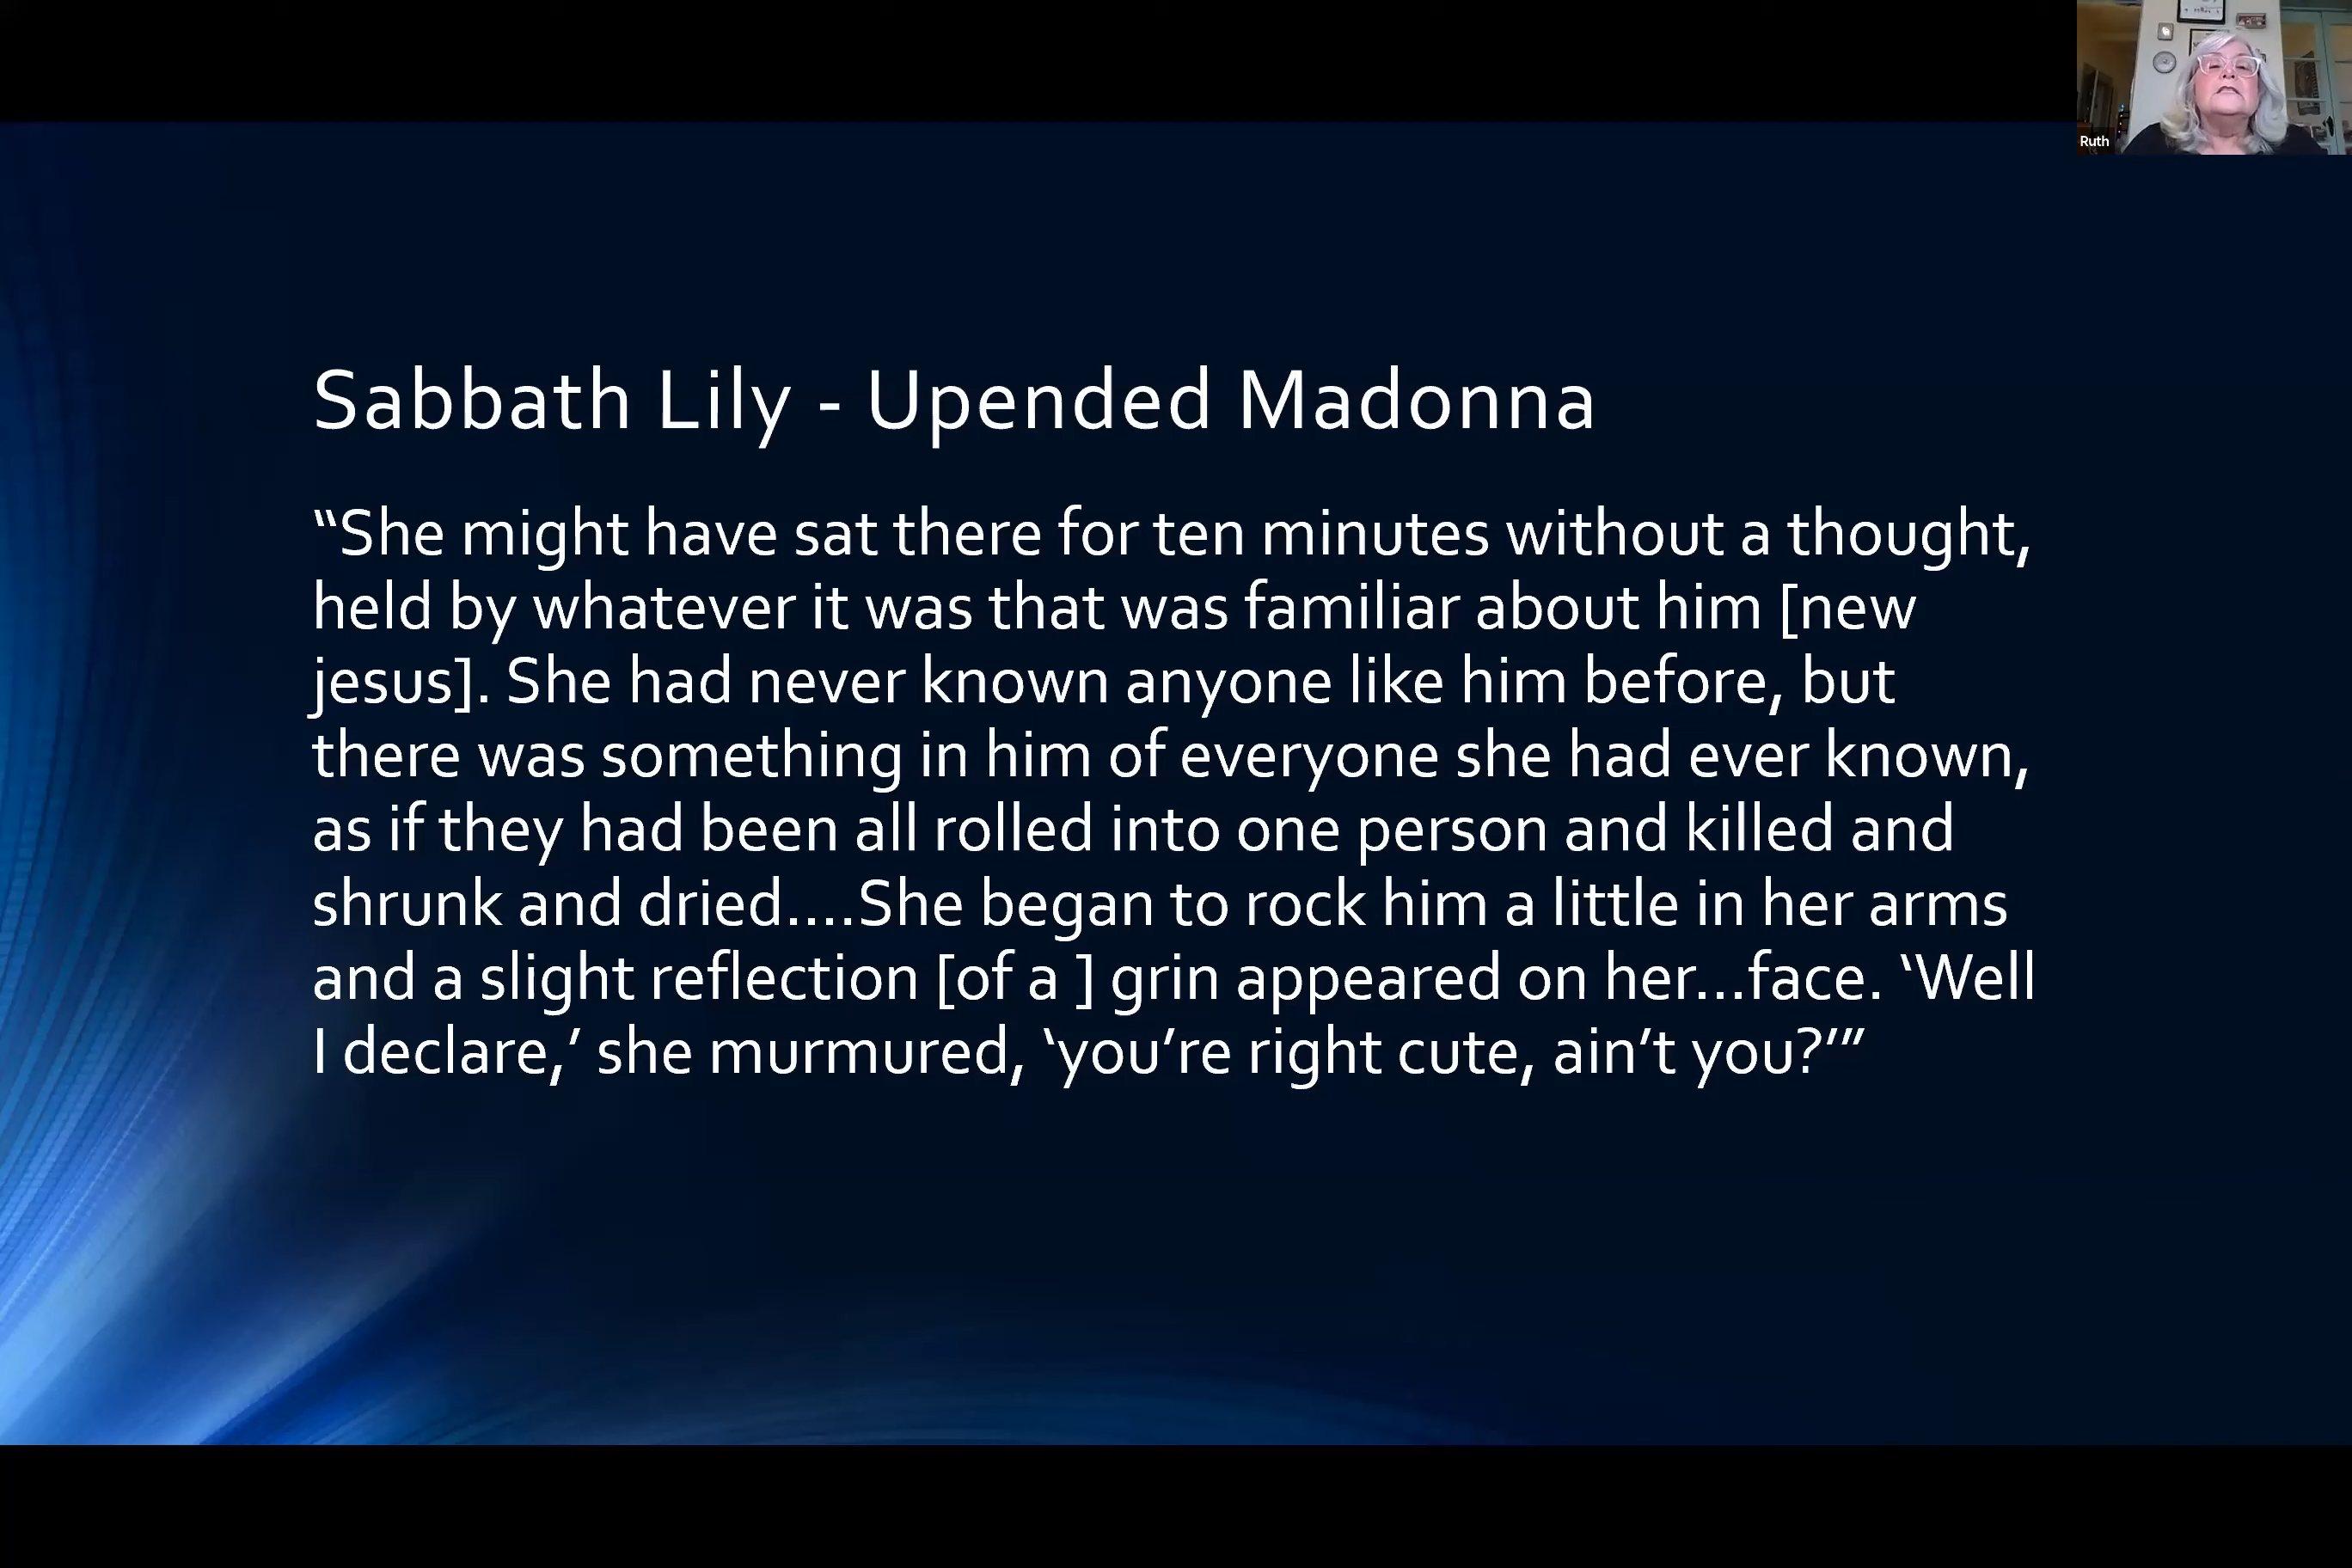 Ruth
Sabbath Lily - Upended Madonna
“She might have sat there for ten minutes without a thought,
held by whatever it was that was familiar about him [new
jesus]. She had never known anyone like him before, but
there was something in him of everyone she had ever known,
as if they had been all rolled into one person and killed and
shrunk and dried....She began to rock him a little in her arms
and a slight reflection [of a ] grin appeared on her...face. ‘Well
I declare,’ she murmured, ‘you’re right cute, ain’t you?’”